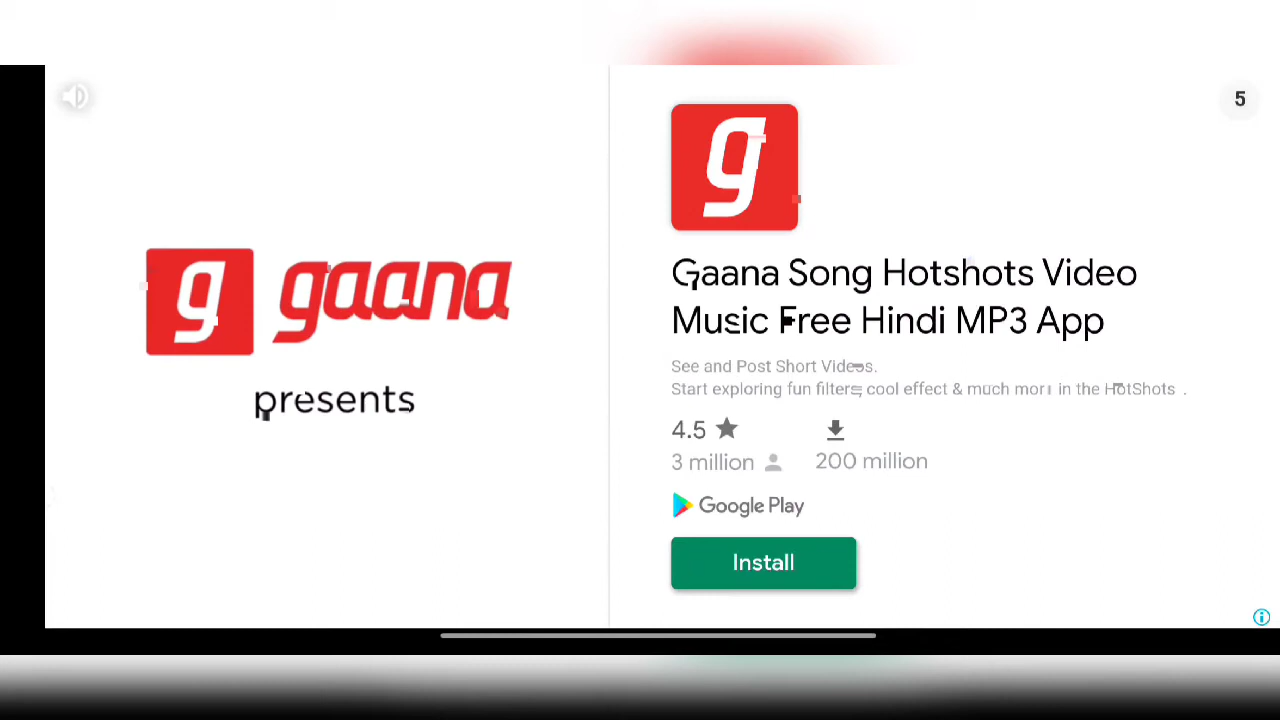 g gaana
presents
5
g
Gaana Song Hotshots Video
Music Free Hindi MP3 App
See and Post Short Videos.
Start exploring fun filters, cool effect & much more in the HotShots .
4.5
3 million
200 million
Google Play
Install